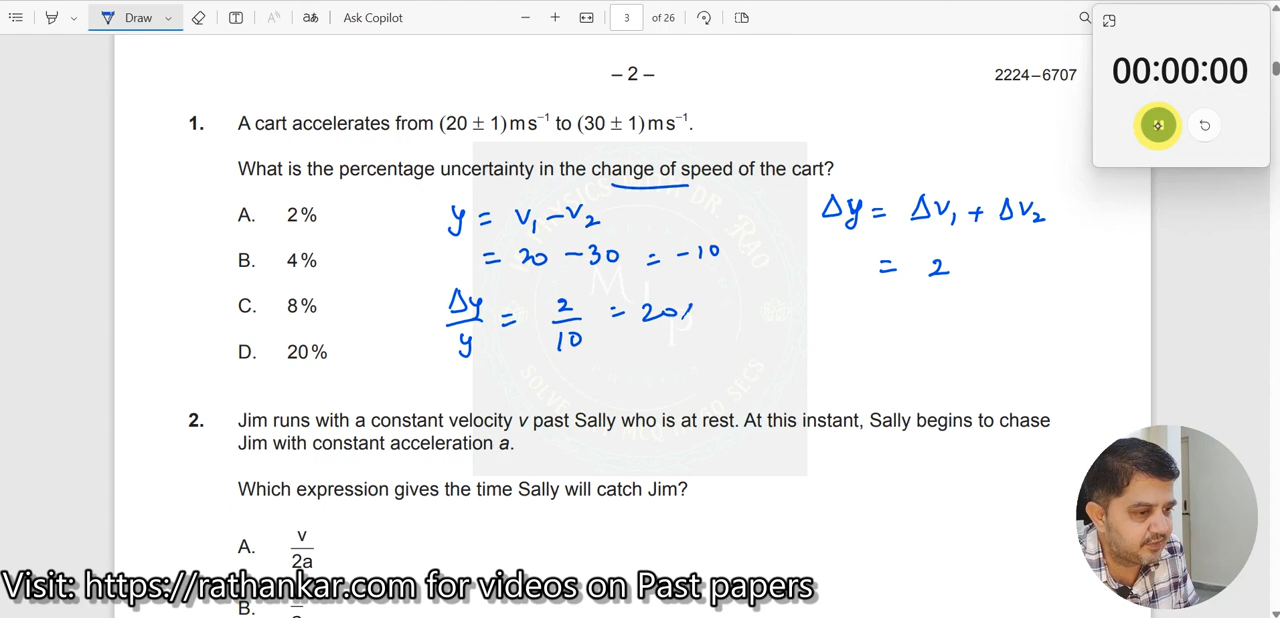 Draw
Ask Copilot
3 of 26
00:00:00
– 2 –
2224–6707
1. A cart accelerates from (20 ± 1) m s⁻¹ to (30 ± 1) m s⁻¹.
What is the percentage uncertainty in the change of speed of the cart?
A. 2%
B. 4%
C. 8%
D. 20%
y = v₁ – v₂
= 20 – 30 = –10
Δy/y = 2/10 = 20%
Δy = Δv₁ + Δv₂
= 2
2. Jim runs with a constant velocity v past Sally who is at rest. At this instant, Sally begins to chase
Jim with constant acceleration a.
Which expression gives the time Sally will catch Jim?
A. v/2a
B.
Visit: https://rathankar.com for videos on Past papers